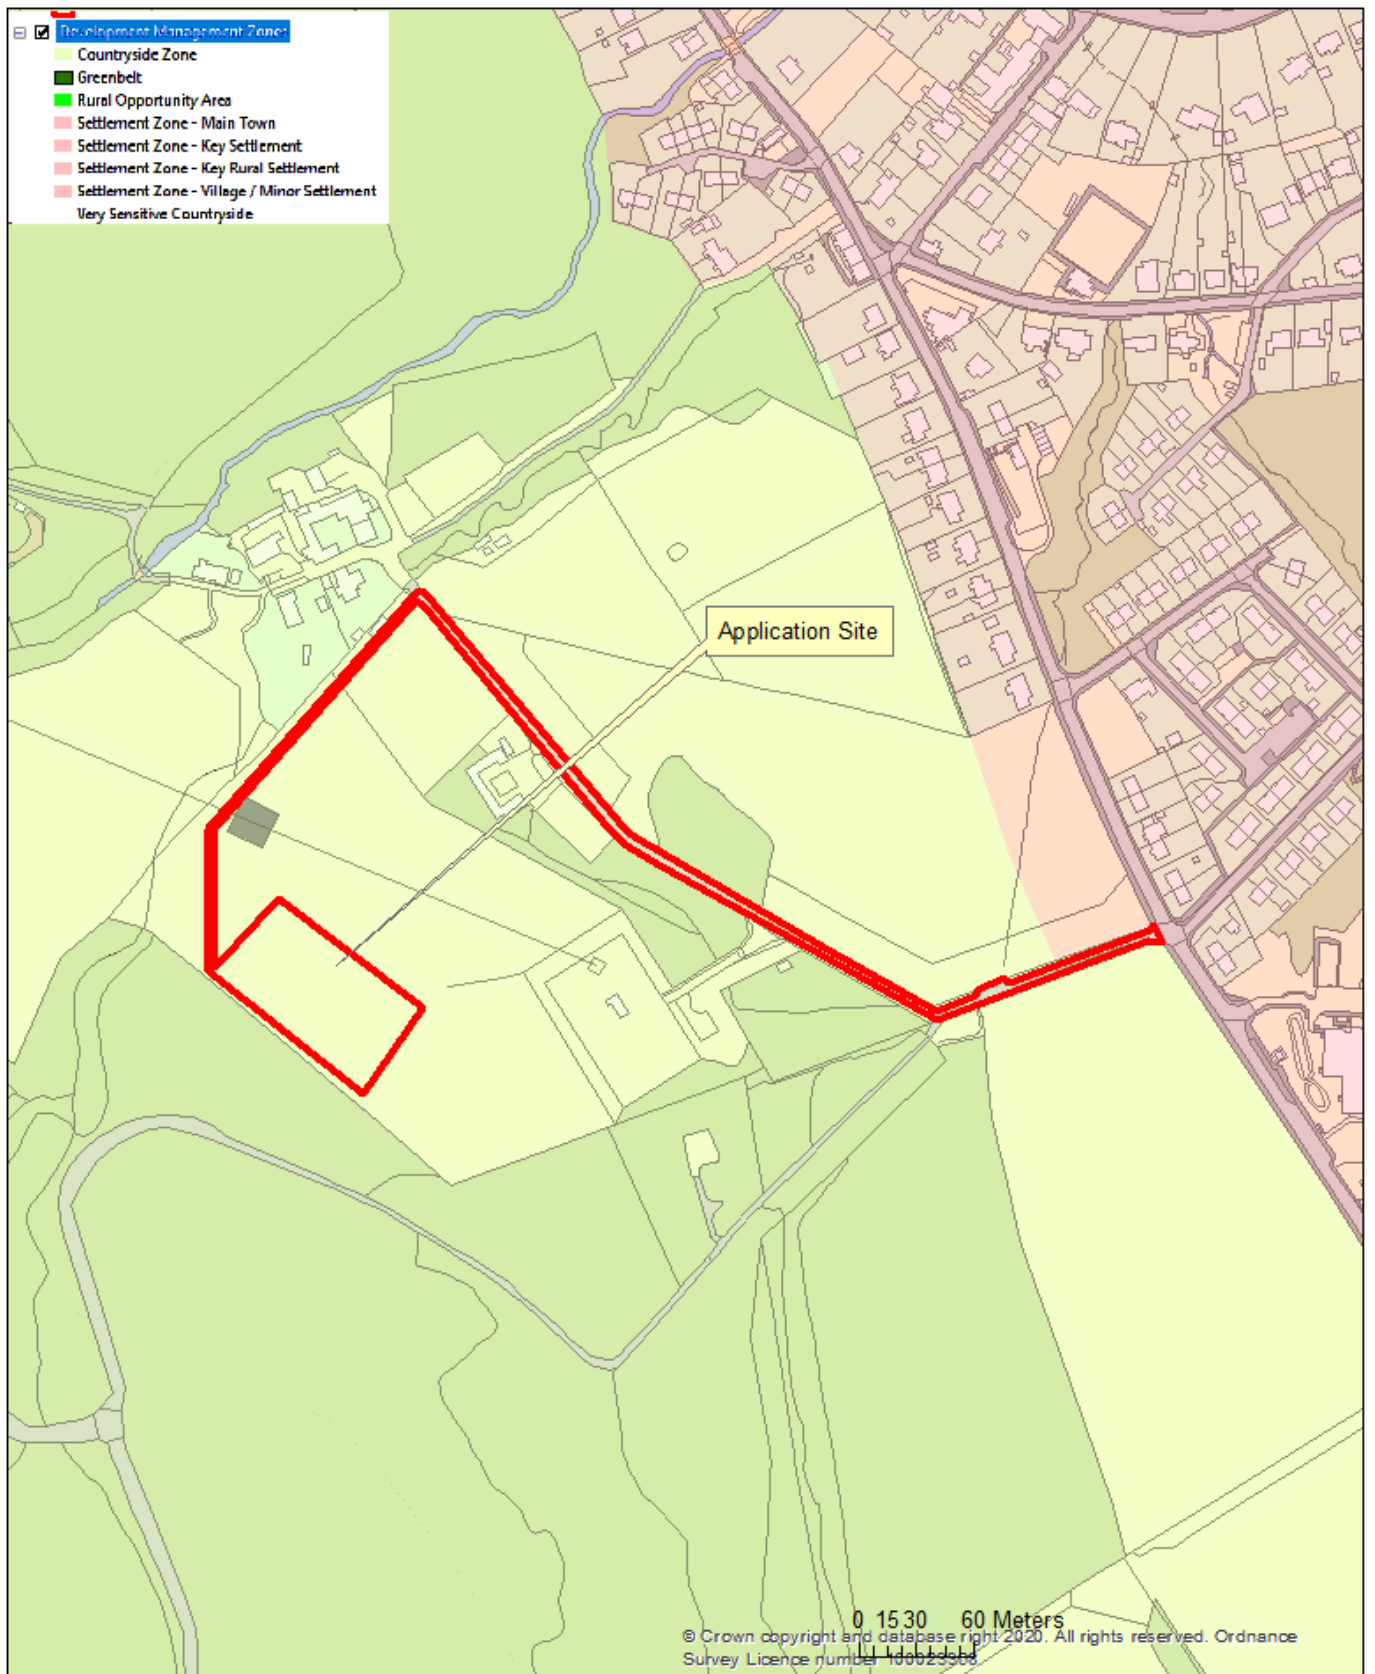 Development Management Zones
Countryside Zone
Greenbelt
Rural Opportunity Area
Settlement Zone - Main Town
Settlement Zone - Key Settlement
Settlement Zone - Key Rural Settlement
Settlement Zone - Village / Minor Settlement
Very Sensitive Countryside
Application Site
0 15 30 60 Meters
© Crown copyright and database right 2020. All rights reserved. Ordnance
Survey Licence number 100023308